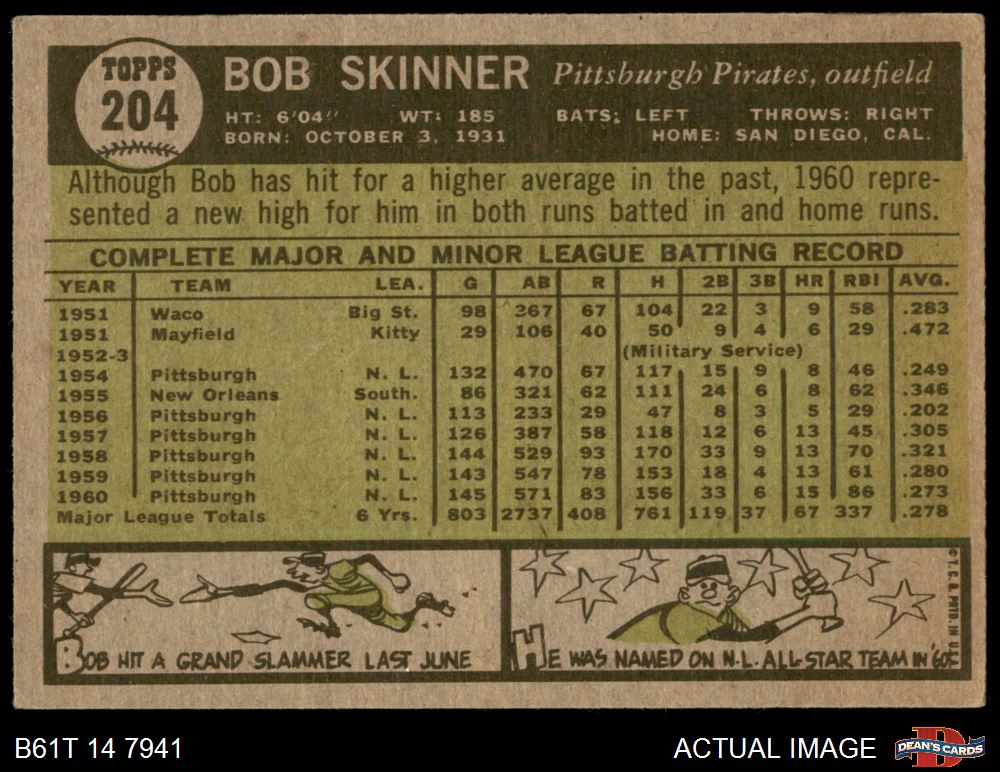 TOPPS
204
BOB SKINNER Pittsburgh Pirates, outfield
HT: 6'04" WT: 185 BATS: LEFT THROWS: RIGHT
BORN: OCTOBER 3, 1931 HOME: SAN DIEGO, CAL.
Although Bob has hit for a higher average in the past, 1960 repre-
sented a new high for him in both runs batted in and home runs.
COMPLETE MAJOR AND MINOR LEAGUE BATTING RECORD
YEAR TEAM LEA. G AB R H 2B 3B HR RBI AVG.
1951 Waco Big St. 98 367 67 104 22 3 9 58 .283
1951 Mayfield Kitty 29 106 40 50 9 4 6 29 .472
1952-3 (Military Service)
1954 Pittsburgh N. L. 132 470 67 117 15 9 8 46 .249
1955 New Orleans South. 86 321 62 111 24 6 8 62 .346
1956 Pittsburgh N. L. 113 233 29 47 8 3 5 29 .202
1957 Pittsburgh N. L. 126 387 58 118 12 6 13 45 .305
1958 Pittsburgh N. L. 144 529 93 170 33 9 13 70 .321
1959 Pittsburgh N. L. 143 547 78 153 18 4 13 61 .280
1960 Pittsburgh N. L. 145 571 83 156 33 6 15 86 .273
Major League Totals 6 Yrs. 803 2737 408 761 119 37 67 337 .278
BOB HIT A GRAND SLAMMER LAST JUNE
HE WAS NAMED ON N.L. ALL-STAR TEAM IN '60.
© T.C.G. PRTD. IN U.S.A.
B61T 14 7941
ACTUAL IMAGE
D
DEAN'S CARDS